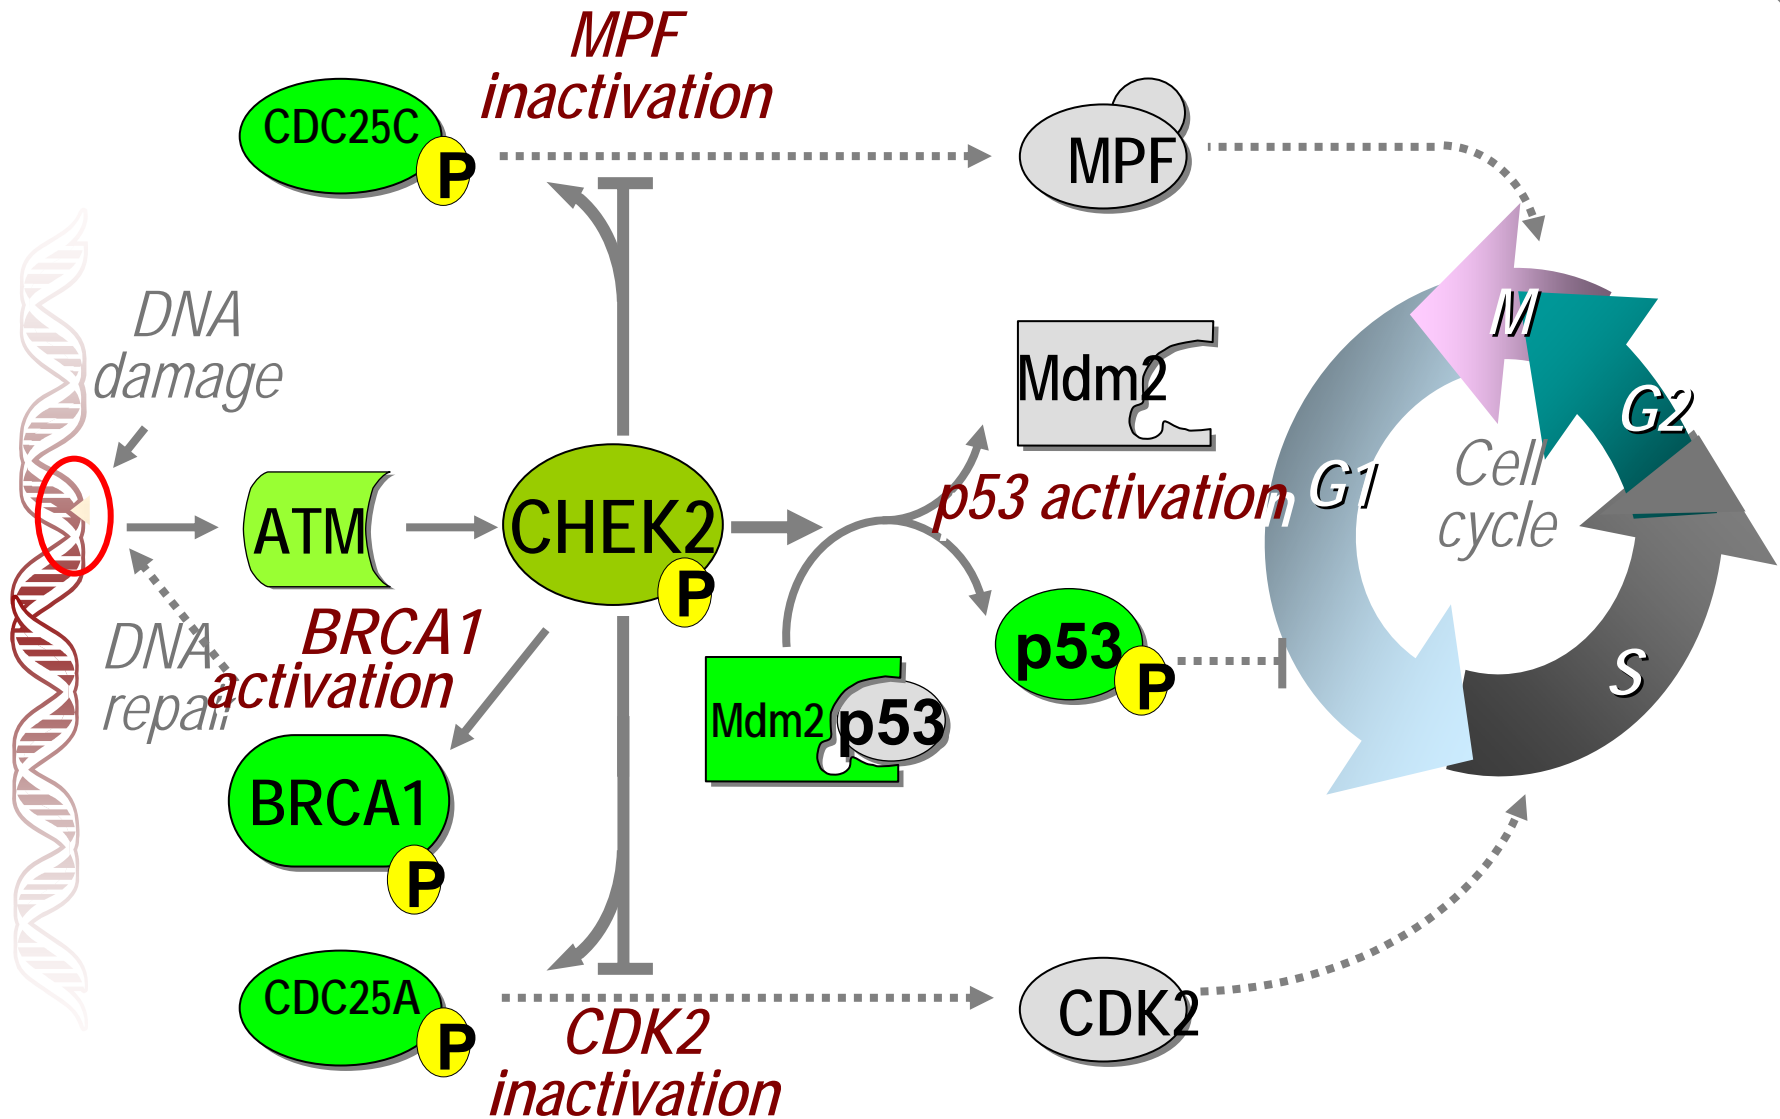 MPF
inactivation
CDC25C
P
MPF
DNA
damage
M
Mdm2
G2
Cell
cycle
G1
p53 activation
ATM
CHEK2
P
BRCA1
activation
DNA
repair
p53
P
S
Mdm2
p53
BRCA1
P
CDC25A
P
CDK2
CDK2
inactivation